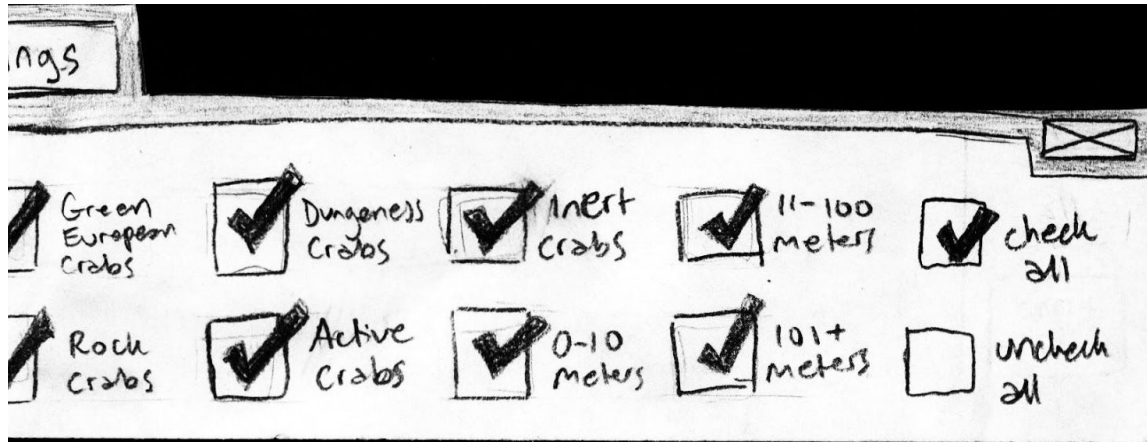 ngs
Green
European
Crabs
Dungeness
Crabs
Inert
Crabs
11-100
meters
check
all
Rock
Crabs
Active
Crabs
0-10
meters
101+
meters
uncheck
all